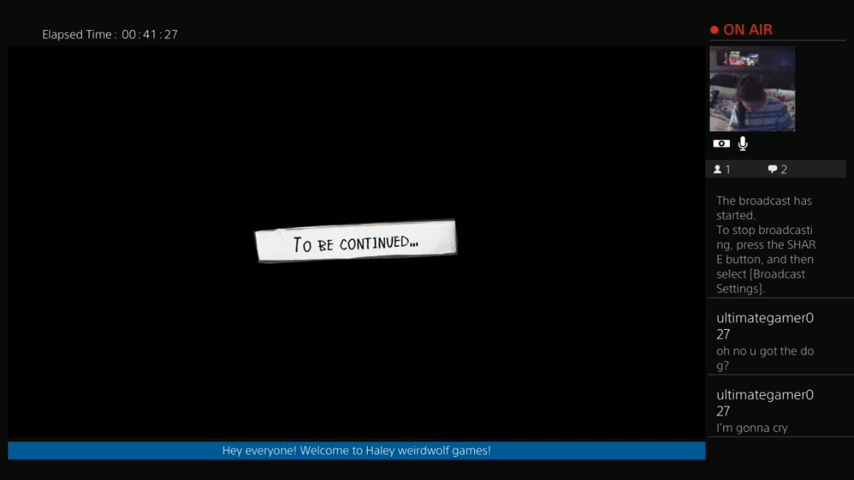 Elapsed Time: 00:41:27
ON AIR
1
2
The broadcast has
started.
To stop broadcasti
ng, press the SHAR
E button, and then
select [Broadcast
Settings].
ultimategamer0
27
oh no u got the do
g?
ultimategamer0
27
I'm gonna cry
TO BE CONTINUED...
Hey everyone! Welcome to Haley weirdwolf games!